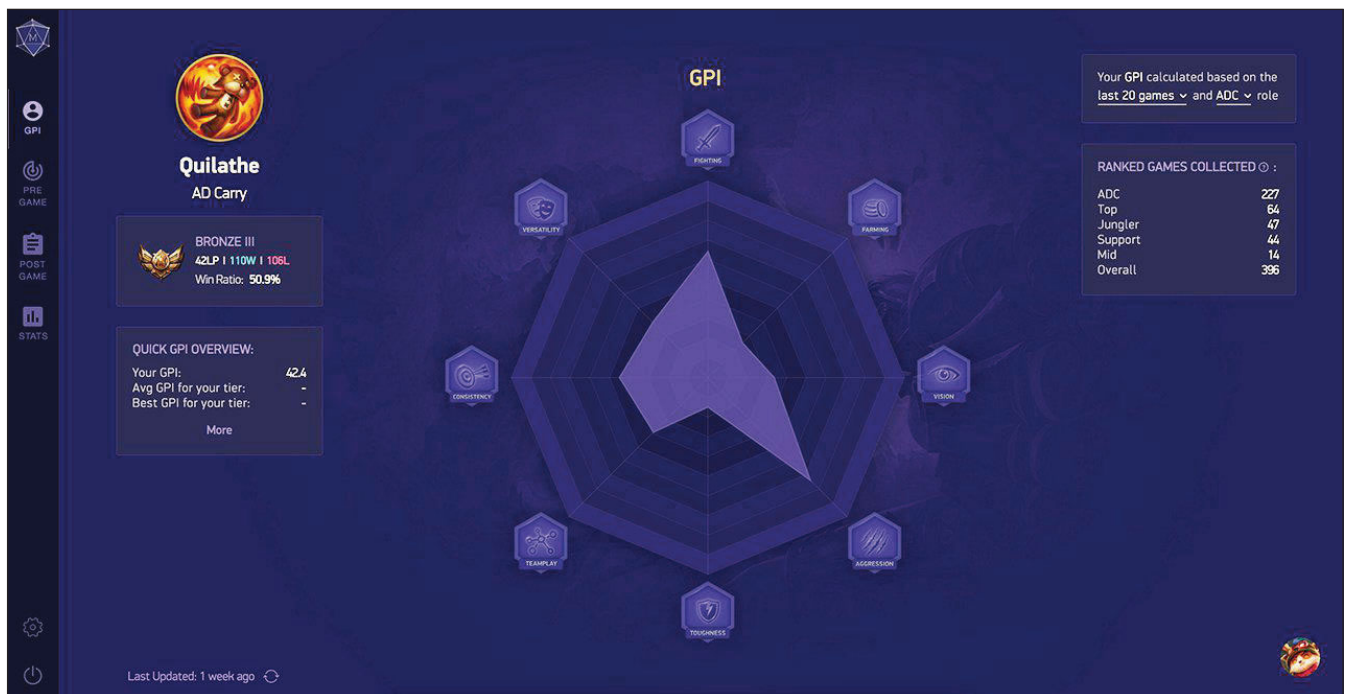 M
GPI
PRE
GAME
POST
GAME
STATS
Quilathe
AD Carry
BRONZE III
42LP I 110W I 106L
Win Ratio: 50.9%
QUICK GPI OVERVIEW:
Your GPI: 42.4
Avg GPI for your tier: -
Best GPI for your tier: -
More
Last Updated: 1 week ago
GPI
FIGHTING
VERSATILITY
FARMING
CONSISTENCY
VISION
TEAMPLAY
AGGRESSION
TOUGHNESS
Your GPI calculated based on the
last 20 games and ADC role
RANKED GAMES COLLECTED ? :
ADC 227
Top 64
Jungler 47
Support 44
Mid 14
Overall 396